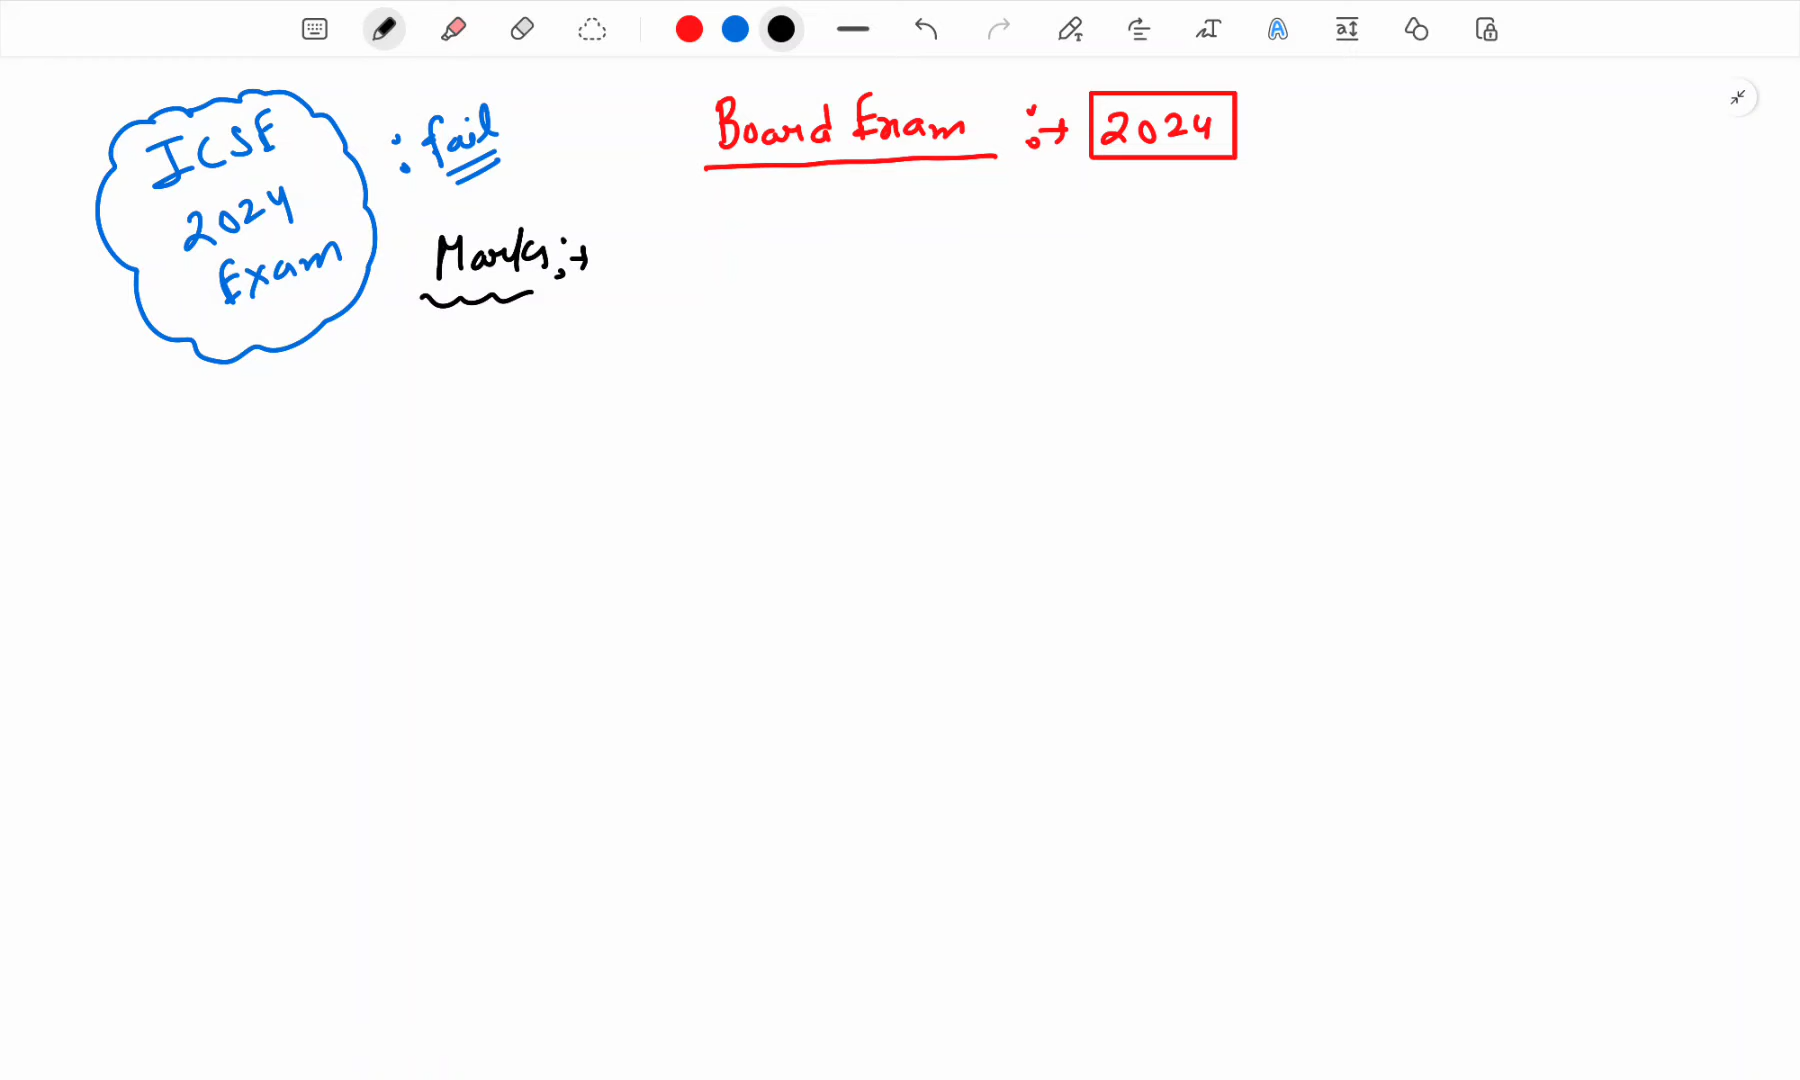 Board Exam :→ 2024
ICSE
2024
Exam
: fail
Marks :→